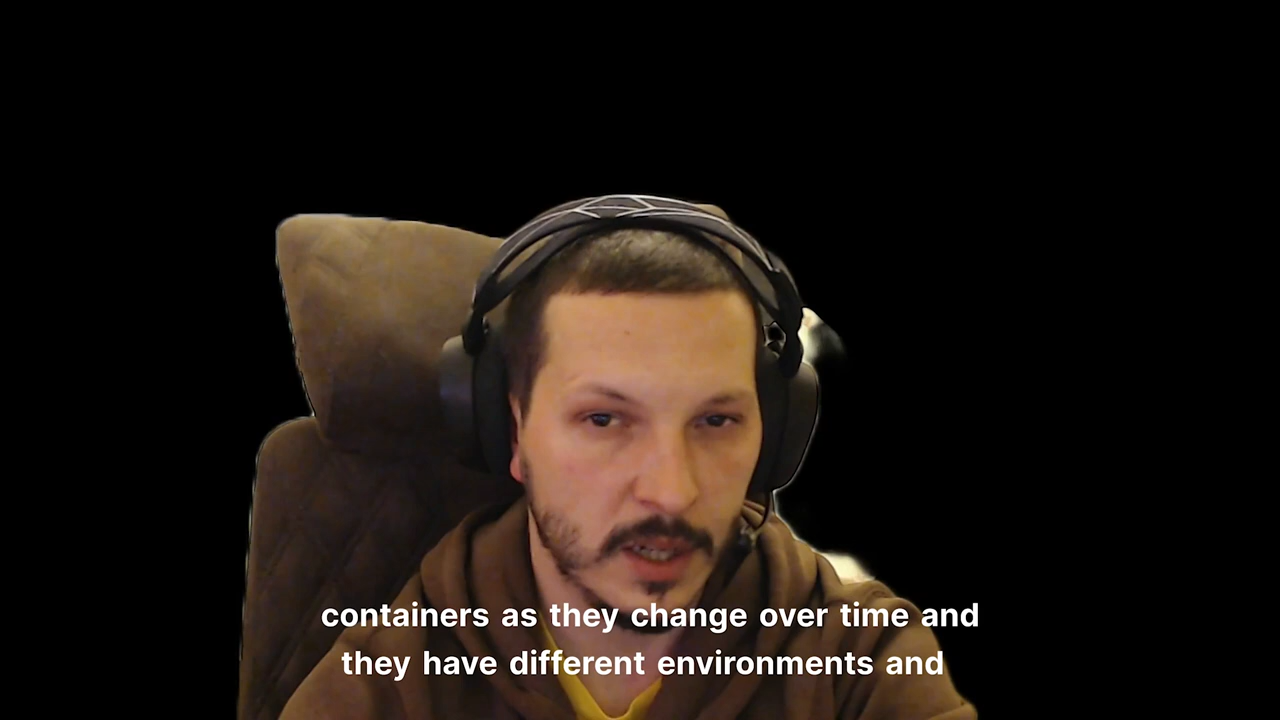 containers as they change over time and
they have different environments and